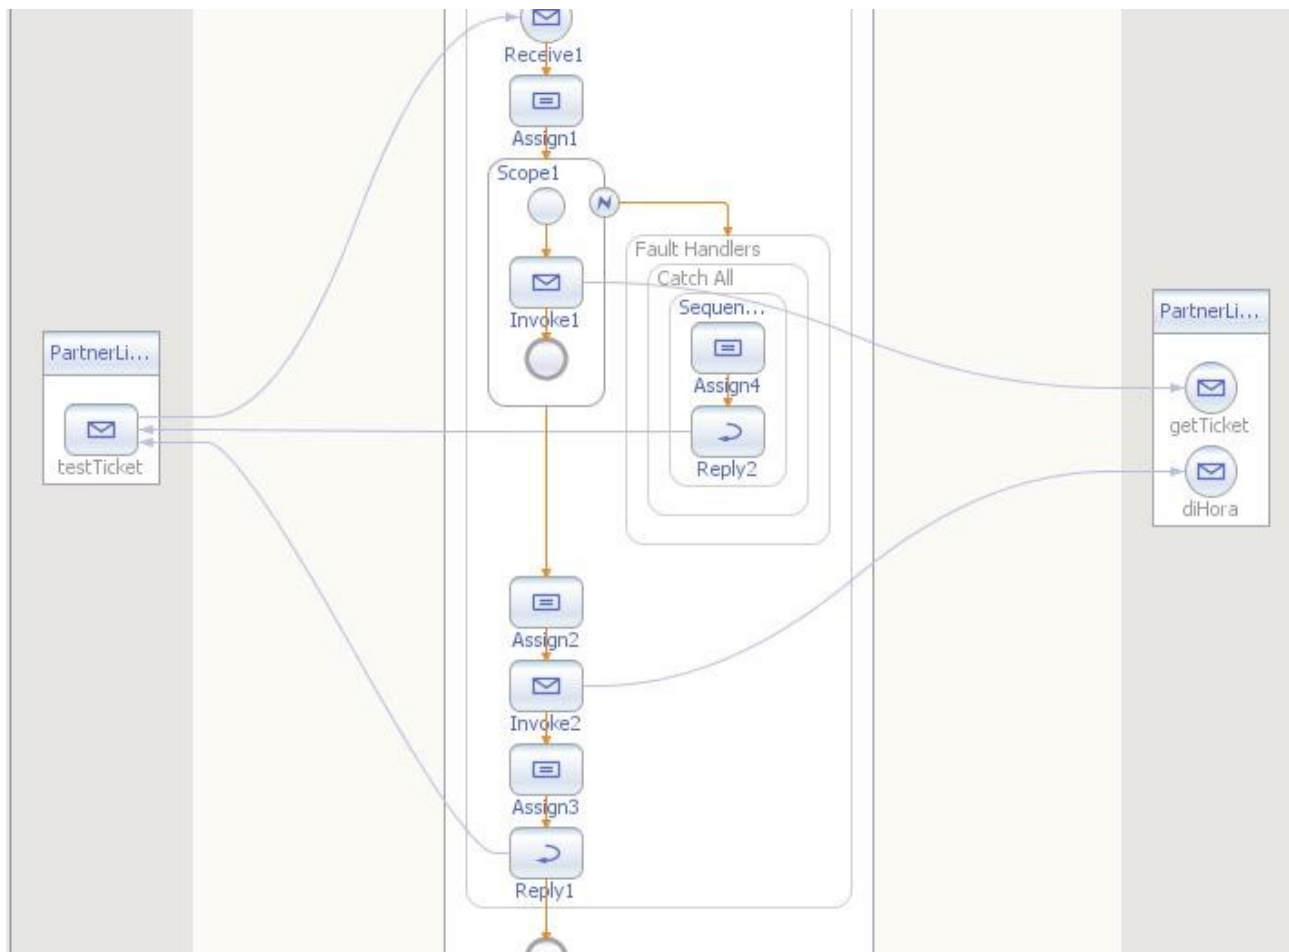 Receive1
Assign1
Scope1
Fault Handlers
Catch All
Invoke1
Sequen...
PartnerLi...
PartnerLi...
Assign4
getTicket
testTicket
Reply2
diHora
Assign2
Invoke2
Assign3
Reply1